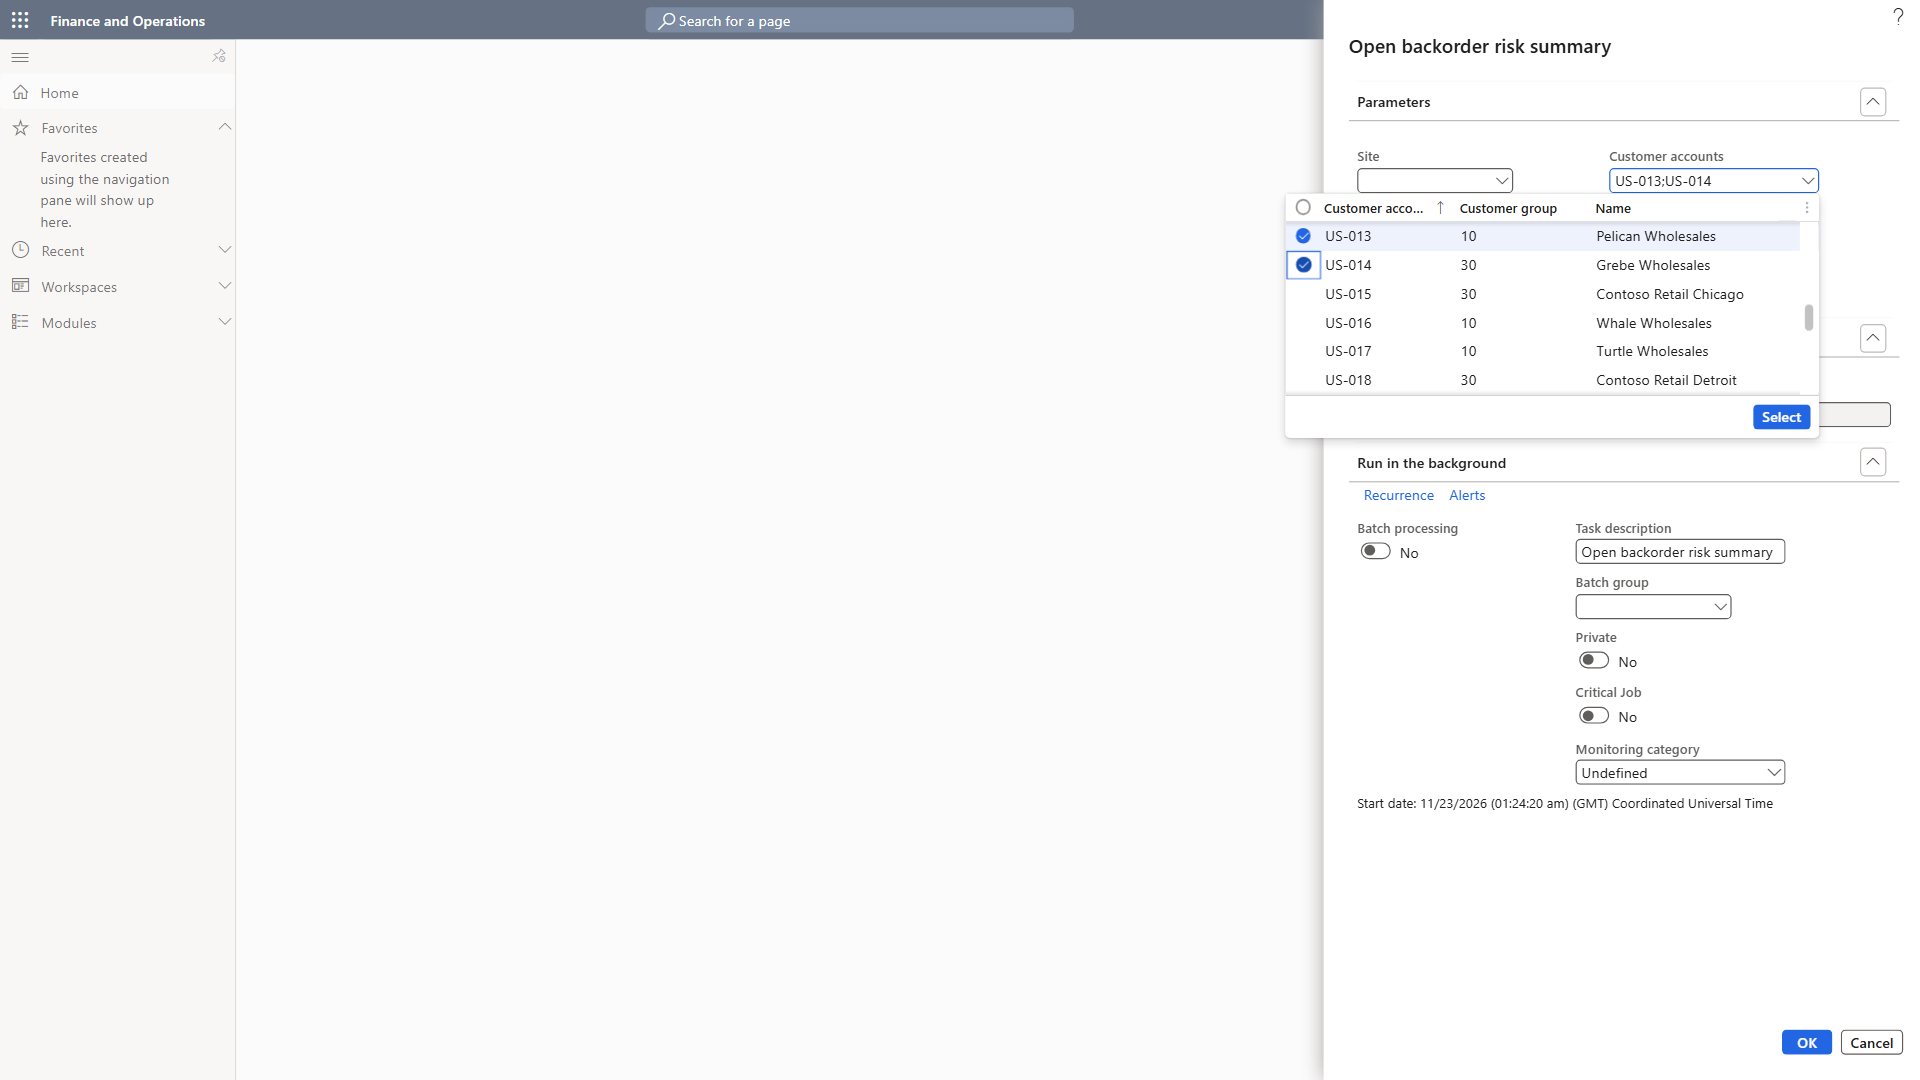 Finance and Operations
Search for a page
?
Open backorder risk summary
Home
Favorites
Favorites created
using the navigation
pane will show up
here.
Recent
Workspaces
Modules
Parameters
Site
Customer accounts
US-013;US-014
Customer acco... Customer group Name
US-013 10 Pelican Wholesales
US-014 30 Grebe Wholesales
US-015 30 Contoso Retail Chicago
US-016 10 Whale Wholesales
US-017 10 Turtle Wholesales
US-018 30 Contoso Retail Detroit
Select
Run in the background
Recurrence Alerts
Batch processing
No
Task description
Open backorder risk summary
Batch group
Private
No
Critical Job
No
Monitoring category
Undefined
Start date: 11/23/2026 (01:24:20 am) (GMT) Coordinated Universal Time
OK Cancel